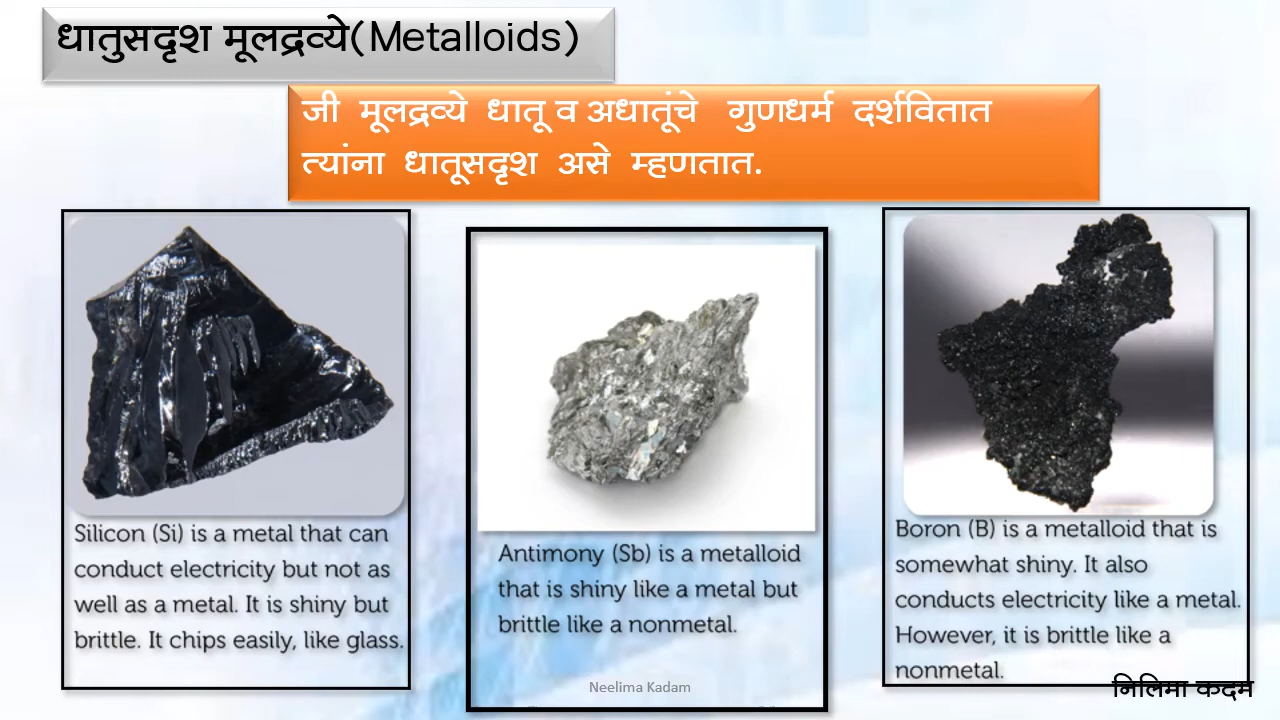 धातुसदृश मूलद्रव्ये(Metalloids)
जी मूलद्रव्ये धातू व अधातूंचे गुणधर्म दर्शवितात
त्यांना धातूसदृश असे म्हणतात.
Silicon (Si) is a metal that can
conduct electricity but not as
well as a metal. It is shiny but
brittle. It chips easily, like glass.
Antimony (Sb) is a metalloid
that is shiny like a metal but
brittle like a nonmetal.
Neelima Kadam
Boron (B) is a metalloid that is
somewhat shiny. It also
conducts electricity like a metal.
However, it is brittle like a
nonmetal.
निलिमा कदम